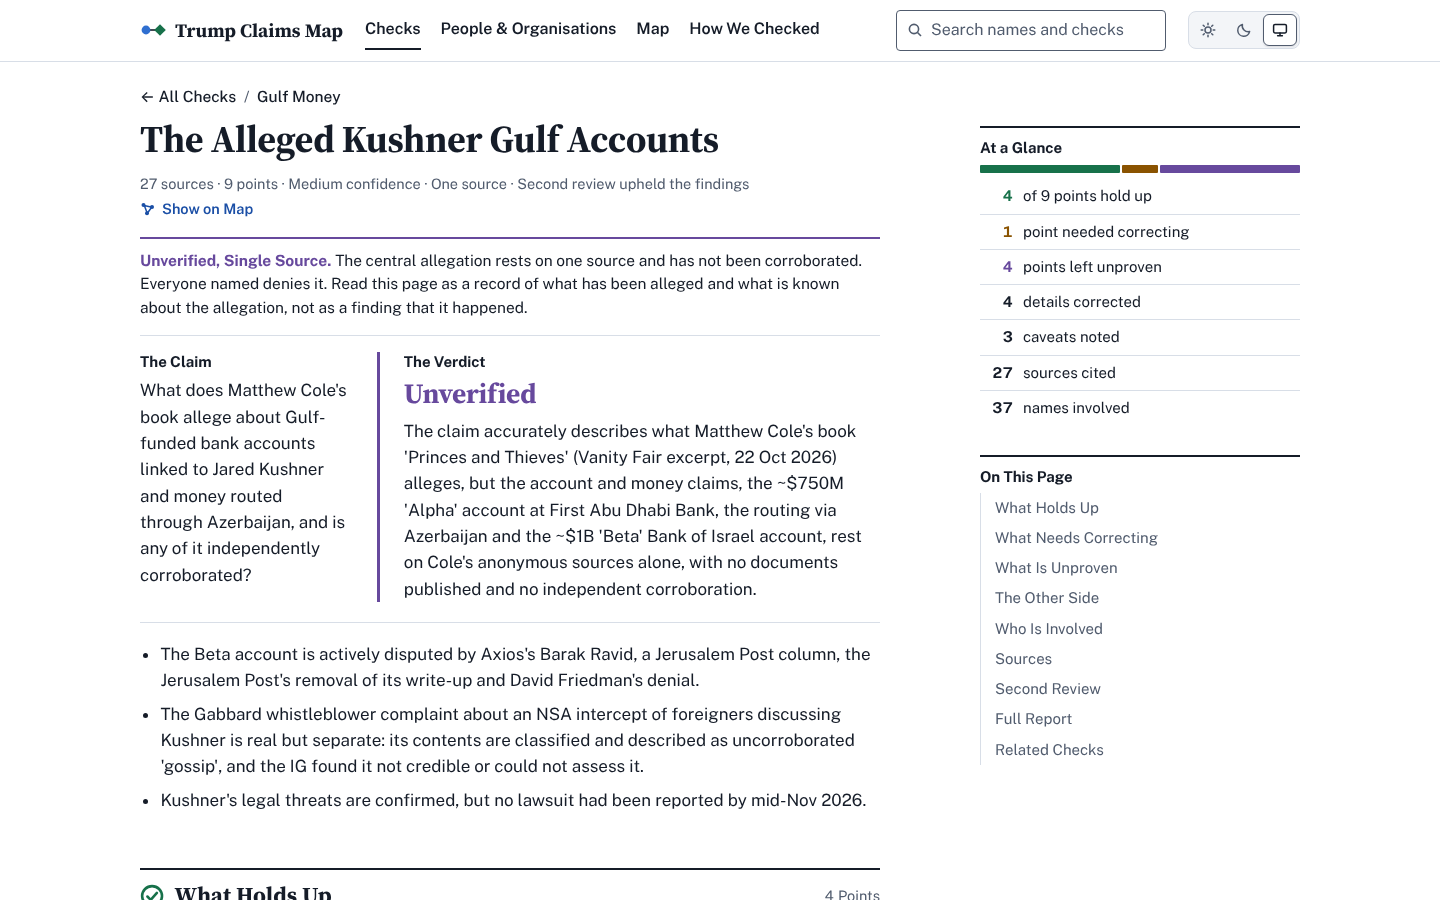 Trump Claims Map
Checks
People & Organisations
Map
How We Checked
Search names and checks
← All Checks / Gulf Money
The Alleged Kushner Gulf Accounts
27 sources · 9 points · Medium confidence · One source · Second review upheld the findings
Show on Map
Unverified, Single Source. The central allegation rests on one source and has not been corroborated.
Everyone named denies it. Read this page as a record of what has been alleged and what is known
about the allegation, not as a finding that it happened.
The Claim
What does Matthew Cole's
book allege about Gulf-
funded bank accounts
linked to Jared Kushner
and money routed
through Azerbaijan, and is
any of it independently
corroborated?
The Verdict
Unverified
The claim accurately describes what Matthew Cole's book
'Princes and Thieves' (Vanity Fair excerpt, 22 Oct 2026)
alleges, but the account and money claims, the ~$750M
'Alpha' account at First Abu Dhabi Bank, the routing via
Azerbaijan and the ~$1B 'Beta' Bank of Israel account, rest
on Cole's anonymous sources alone, with no documents
published and no independent corroboration.
• The Beta account is actively disputed by Axios's Barak Ravid, a Jerusalem Post column, the
Jerusalem Post's removal of its write-up and David Friedman's denial.
• The Gabbard whistleblower complaint about an NSA intercept of foreigners discussing
Kushner is real but separate: its contents are classified and described as uncorroborated
'gossip', and the IG found it not credible or could not assess it.
• Kushner's legal threats are confirmed, but no lawsuit had been reported by mid-Nov 2026.
What Holds Up
4 Points
At a Glance
4 of 9 points hold up
1 point needed correcting
4 points left unproven
4 details corrected
3 caveats noted
27 sources cited
37 names involved
On This Page
What Holds Up
What Needs Correcting
What Is Unproven
The Other Side
Who Is Involved
Sources
Second Review
Full Report
Related Checks